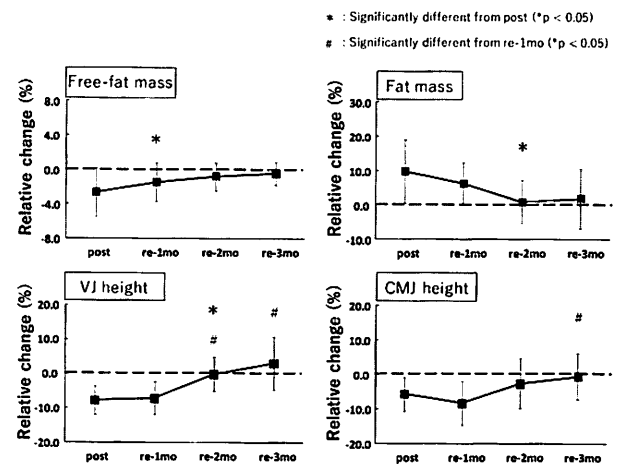 * : Significantly different from post (*p < 0.05)
# : Significantly different from re-1mo (*p < 0.05)
Free-fat mass
Relative change (%)
8.0
*
4.0
0.0
-4.0
-8.0
post re-1mo re-2mo re-3mo
Fat mass
Relative change (%)
30.0
20.0
*
10.0
0.0
-10.0
post re-1mo re-2mo re-3mo
VJ height
Relative change (%)
20.0
* #
10.0
#
0.0
-10.0
-20.0
post re-1mo re-2mo re-3mo
CMJ height
Relative change (%)
20.0
#
10.0
0.0
-10.0
-20.0
post re-1mo re-2mo re-3mo